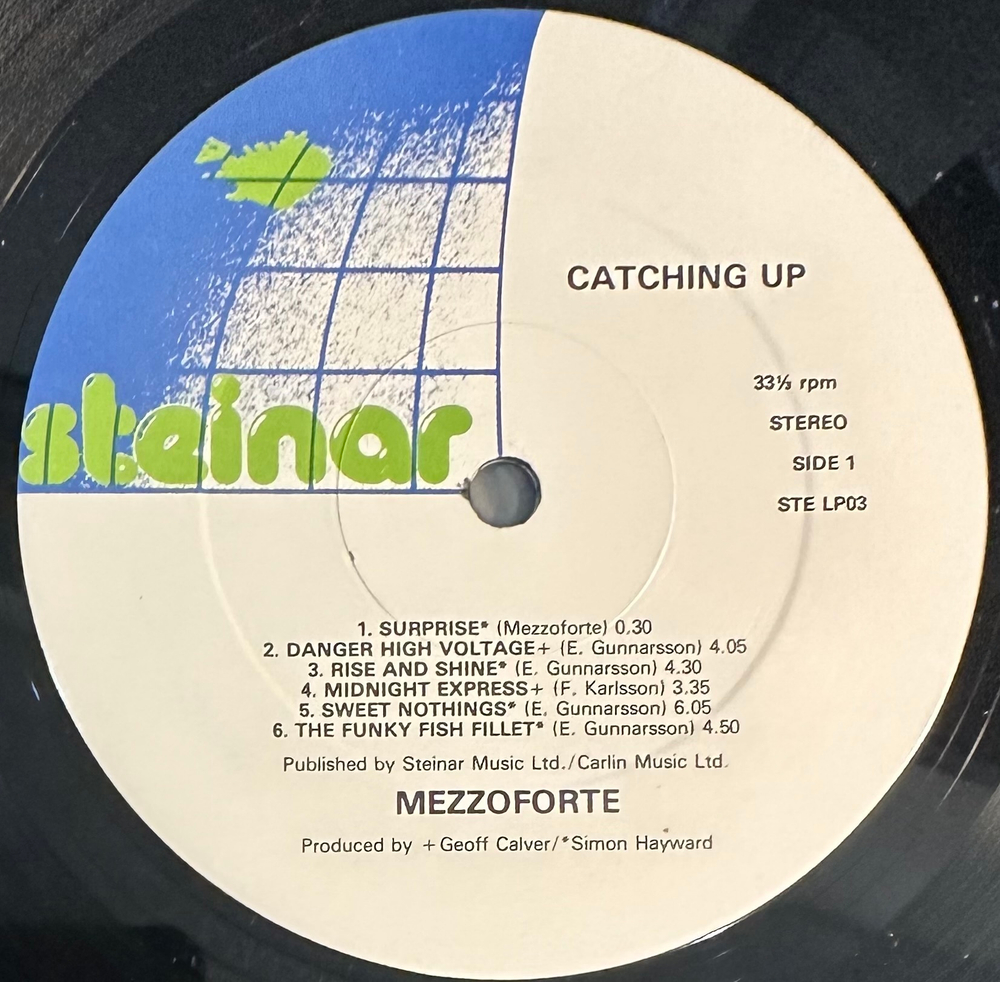 CATCHING UP
33⅓ rpm
STEREO
SIDE 1
STE LP03
steinar
1. SURPRISE* (Mezzoforte) 0.30
2. DANGER HIGH VOLTAGE+ (E. Gunnarsson) 4.05
3. RISE AND SHINE* (E. Gunnarsson) 4.30
4. MIDNIGHT EXPRESS+ (F. Karlsson) 3.35
5. SWEET NOTHINGS* (E. Gunnarsson) 6.05
6. THE FUNKY FISH FILLET* (E. Gunnarsson) 4.50
Published by Steinar Music Ltd./Carlin Music Ltd.
MEZZOFORTE
Produced by +Geoff Calver/*Simon Hayward